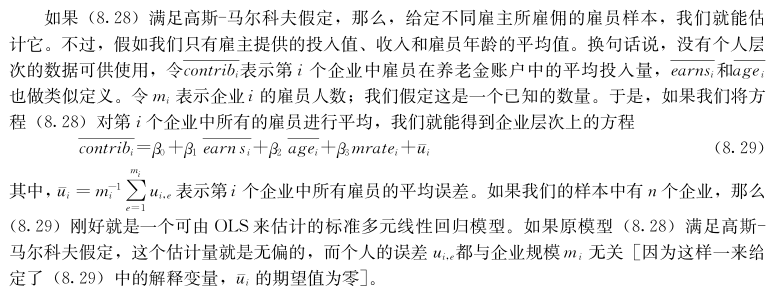 如果（8.28）满足高斯-马尔科夫假定，那么，给定不同雇主所雇佣的雇员样本，我们就能估
计它。不过，假如我们只有雇主提供的投入值、收入和雇员年龄的平均值。换句话说，没有个人层
次的数据可供使用，令$\overline{contrib}_i$表示第 i 个企业中雇员在养老金账户中的平均投入量，$\overline{earns}_i$和$\overline{age}_i$
也做类似定义。令 $m_i$ 表示企业 i 的雇员人数；我们假定这是一个已知的数量。于是，如果我们将方
程（8.28）对第 i 个企业中所有的雇员进行平均，我们就能得到企业层次上的方程
$\overline{contrib}_i=\beta_0+\beta_1\ \overline{earns}_i+\beta_2\ \overline{age}_i+\beta_3 mrate_i+\bar{u}_i$ （8.29）
其中，$\bar{u}_i=m_i^{-1}\sum_{e=1}^{m_i}u_{i,e}$ 表示第 i 个企业中所有雇员的平均误差。如果我们的样本中有 n 个企业，那么
（8.29）刚好就是一个可由 OLS 来估计的标准多元线性回归模型。如果原模型（8.28）满足高斯-
马尔科夫假定，这个估计量就是无偏的，而个人的误差 $u_{i,e}$都与企业规模 $m_i$ 无关［因为这样一来给
定了（8.29）中的解释变量，$\bar{u}_i$ 的期望值为零］。